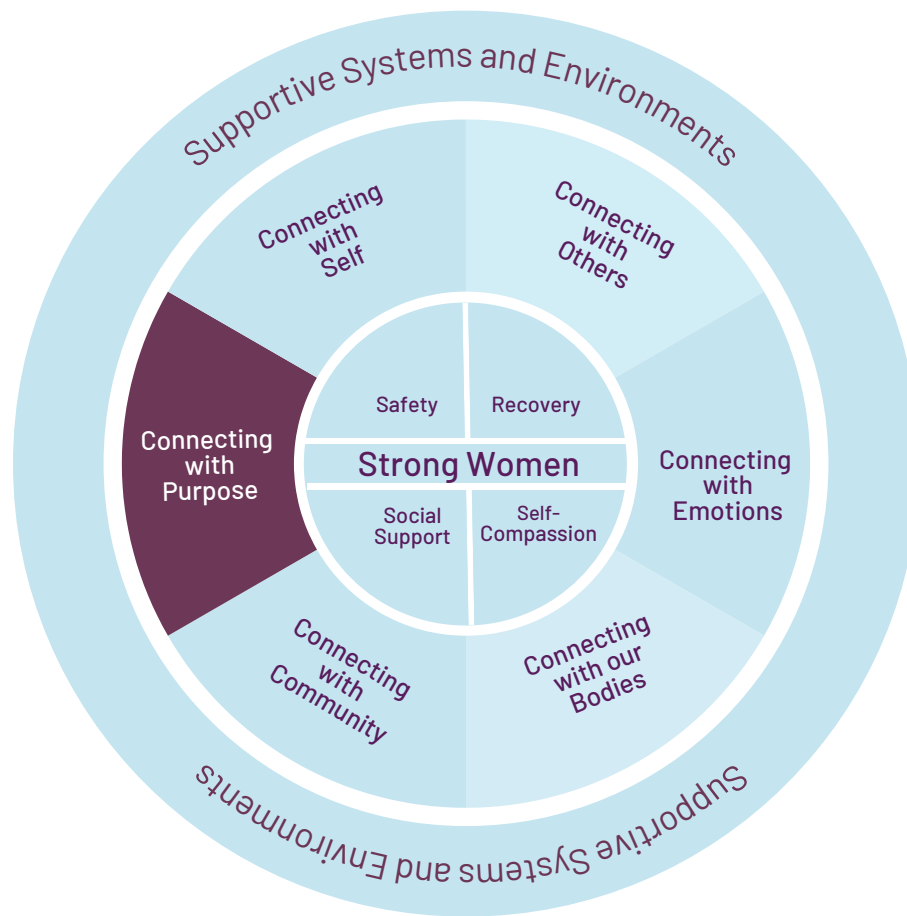 Supportive Systems and Environments
Connecting
with
Self
Connecting
with
Others
Connecting
with
Purpose
Safety
Recovery
Strong Women
Social
Support
Self-
Compassion
Connecting
with
Emotions
Connecting
with
Community
Connecting
with our
Bodies
Supportive Systems and Environments